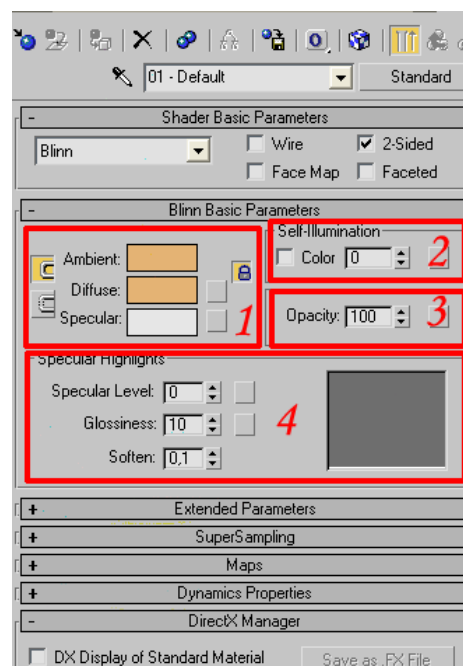 01 - Default Standard
- Shader Basic Parameters
Blinn Wire 2-Sided
Face Map Faceted
- Blinn Basic Parameters
Self-Illumination
Ambient: Color 0 2
Diffuse:
Specular: 1 Opacity: 100 3
Specular Highlights
Specular Level: 0
Glossiness: 10 4
Soften: 0,1
+ Extended Parameters
+ SuperSampling
+ Maps
+ Dynamics Properties
- DirectX Manager
DX Display of Standard Material Save as .FX File